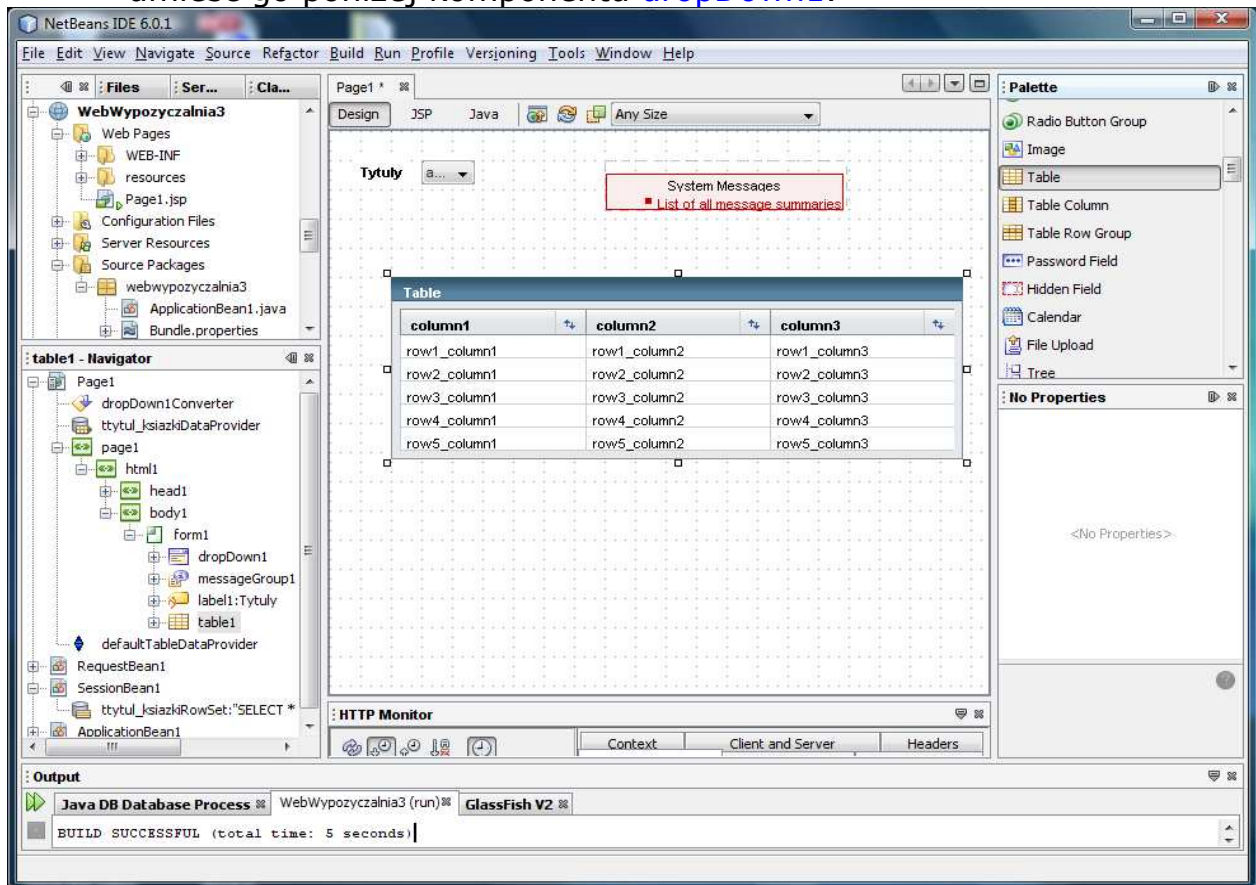 umieść go poniżej komponentu dropDown1.
NetBeans IDE 6.0.1
File Edit View Navigate Source Refactor Build Run Profile Versioning Tools Window Help
Files Ser... Cla...
WebWypozyczalnia3
Web Pages
WEB-INF
resources
Page1.jsp
Configuration Files
Server Resources
Source Packages
webwypozyczalnia3
ApplicationBean1.java
Bundle.properties
table1 - Navigator
Page1
dropDown1Converter
ttytul_ksiazkiDataProvider
page1
html1
head1
body1
form1
dropDown1
messageGroup1
label1:Tytuly
table1
defaultTableDataProvider
RequestBean1
SessionBean1
ttytul_ksiazkiRowSet:"SELECT *
ApplicationBean1
Page1 *
Design JSP Java Any Size
Tytuly a...
System Messages
List of all message summaries
Table
column1 column2 column3
row1_column1 row1_column2 row1_column3
row2_column1 row2_column2 row2_column3
row3_column1 row3_column2 row3_column3
row4_column1 row4_column2 row4_column3
row5_column1 row5_column2 row5_column3
HTTP Monitor
Context Client and Server Headers
Palette
Radio Button Group
Image
Table
Table Column
Table Row Group
Password Field
Hidden Field
Calendar
File Upload
Tree
No Properties
<No Properties>
Output
Java DB Database Process WebWypozyczalnia3 (run) GlassFish V2
BUILD SUCCESSFUL (total time: 5 seconds)